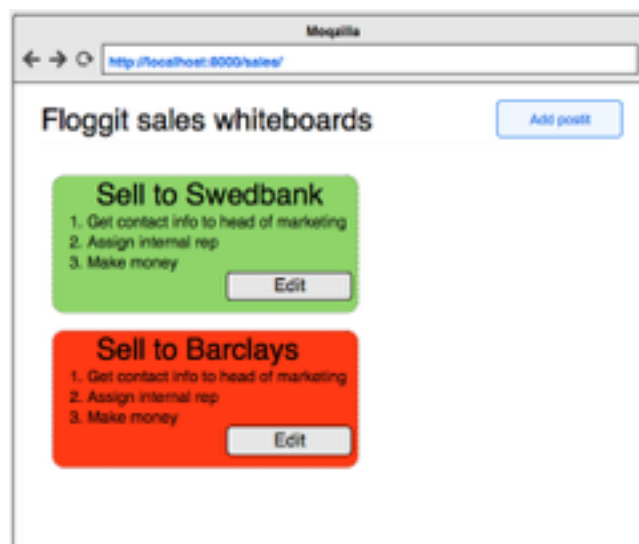 Moqzilla
http://localhost:8000/sales/
Floggit sales whiteboards
Add postit
Sell to Swedbank
1. Get contact info to head of marketing
2. Assign internal rep
3. Make money
Edit
Sell to Barclays
1. Get contact info to head of marketing
2. Assign internal rep
3. Make money
Edit